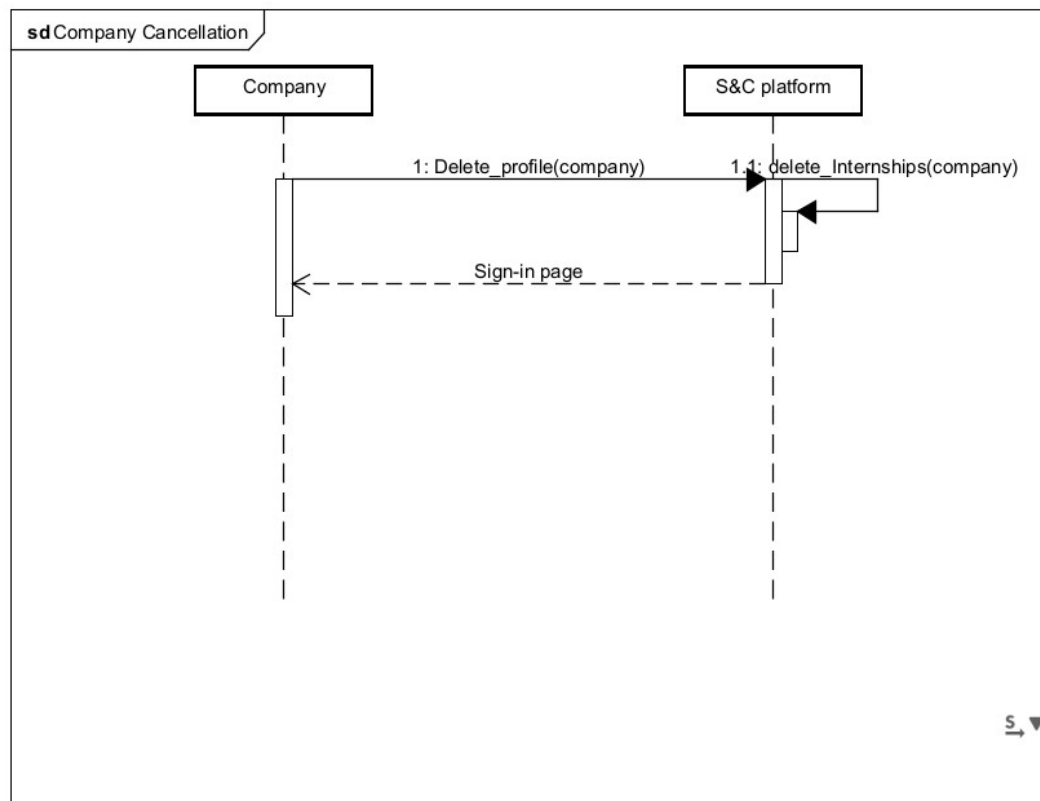 sd Company Cancellation
Company
S&C platform
1: Delete_profile(company)
1.1: delete_Internships(company)
Sign-in page
S